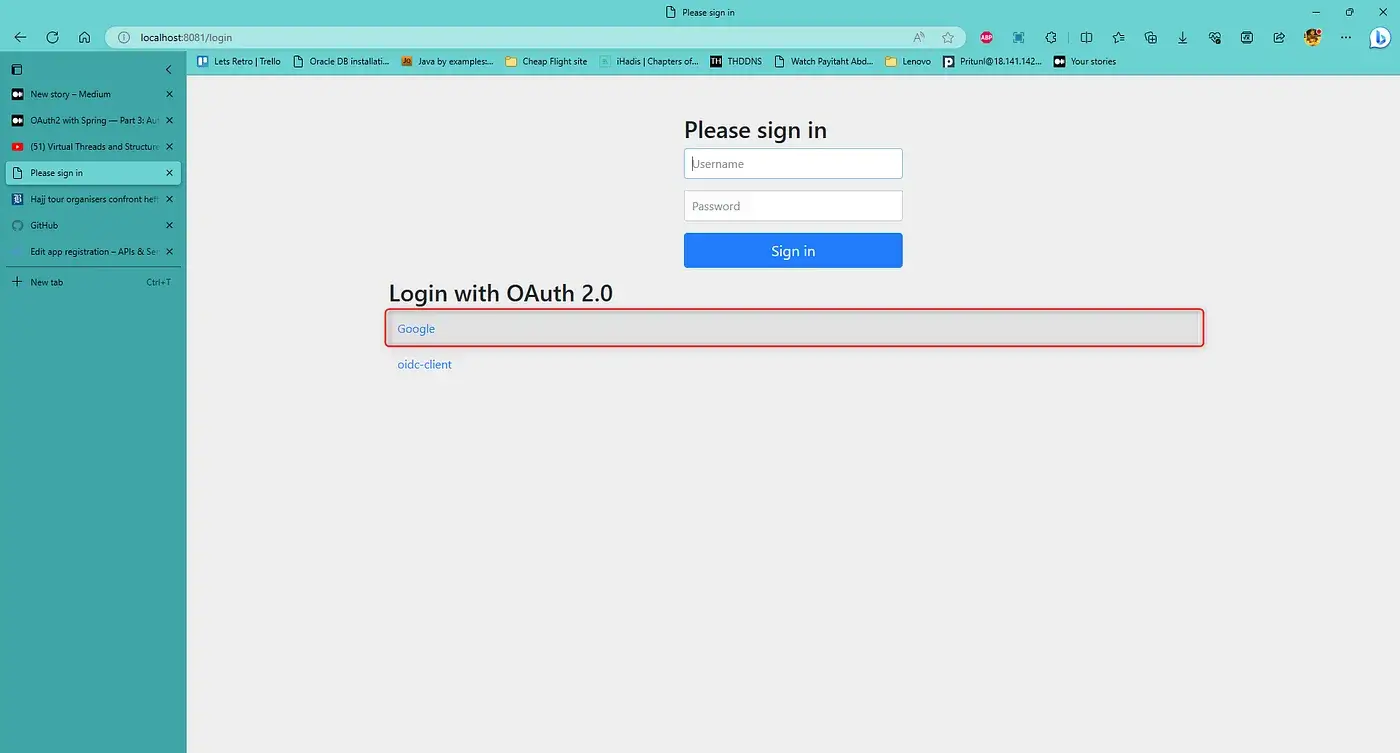 Please sign in
localhost:8081/login
Lets Retro | Trello
Oracle DB installati...
Java by examples:...
Cheap Flight site
iHadis | Chapters of...
TH THDDNS
Watch Payitaht Abd...
Lenovo
Pritunl@18.141.142...
Your stories
New story – Medium
OAuth2 with Spring — Part 3: Au
(51) Virtual Threads and Structure
Please sign in
Hajj tour organisers confront heft
GitHub
Edit app registration – APIs & Ser
New tab Ctrl+T
Please sign in
Username
Password
Sign in
Login with OAuth 2.0
Google
oidc-client